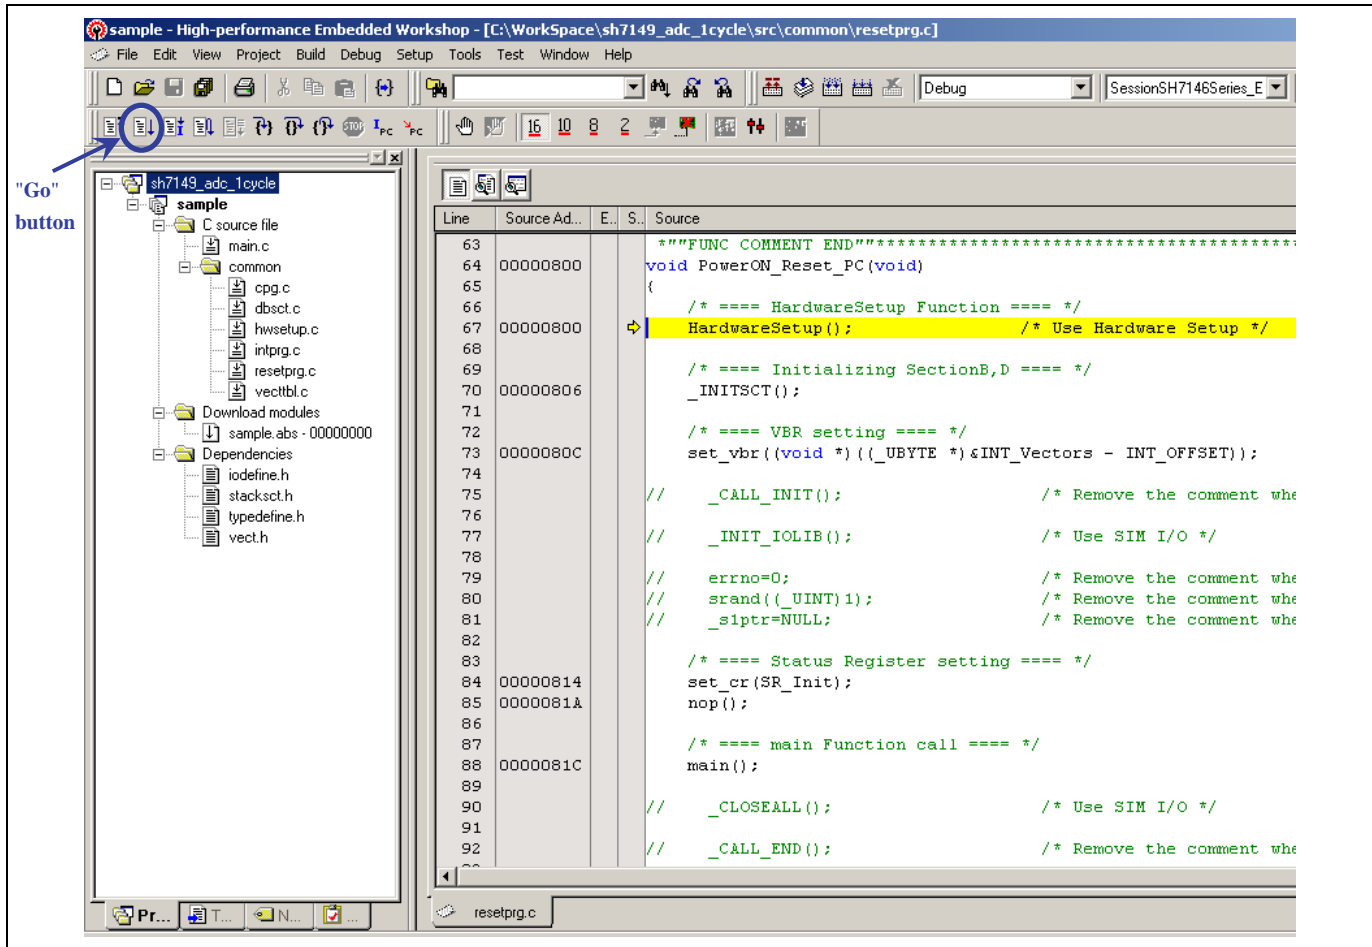 sample - High-performance Embedded Workshop - [C:\WorkSpace\sh7149_adc_1cycle\src\common\resetprg.c]
File Edit View Project Build Debug Setup Tools Test Window Help
Debug SessionSH7146Series_E
STOP IPC PC 16 10 8 2
"Go"
button
sh7149_adc_1cycle
sample
C source file
main.c
common
cpg.c
dbsct.c
hwsetup.c
intprg.c
resetprg.c
vecttbl.c
Download modules
sample.abs - 00000000
Dependencies
iodefine.h
stacksct.h
typedefine.h
vect.h
Pr... T... N... ...
Line Source Ad... E.. S.. Source
63 *""FUNC COMMENT END""*****************************************
64 00000800 void PowerON_Reset_PC(void)
65 {
66 /* ==== HardwareSetup Function ==== */
67 00000800 HardwareSetup(); /* Use Hardware Setup */
68
69 /* ==== Initializing SectionB,D ==== */
70 00000806 _INITSCT();
71
72 /* ==== VBR setting ==== */
73 0000080C set_vbr((void *)((_UBYTE *)&INT_Vectors - INT_OFFSET));
74
75 // _CALL_INIT(); /* Remove the comment whe
76
77 // _INIT_IOLIB(); /* Use SIM I/O */
78
79 // errno=0; /* Remove the comment whe
80 // srand((_UINT)1); /* Remove the comment whe
81 // _s1ptr=NULL; /* Remove the comment whe
82
83 /* ==== Status Register setting ==== */
84 00000814 set_cr(SR_Init);
85 0000081A nop();
86
87 /* ==== main Function call ==== */
88 0000081C main();
89
90 // _CLOSEALL(); /* Use SIM I/O */
91
92 // _CALL_END(); /* Remove the comment whe
resetprg.c